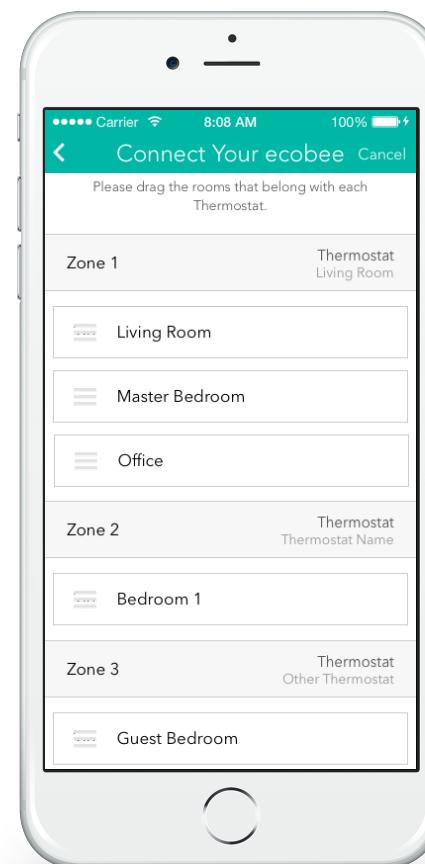 Carrier 8:08 AM 100%
Connect Your ecobee Cancel
Please drag the rooms that belong with each
Thermostat.
Zone 1 Thermostat
Living Room
Living Room
Master Bedroom
Office
Zone 2 Thermostat
Thermostat Name
Bedroom 1
Zone 3 Thermostat
Other Thermostat
Guest Bedroom